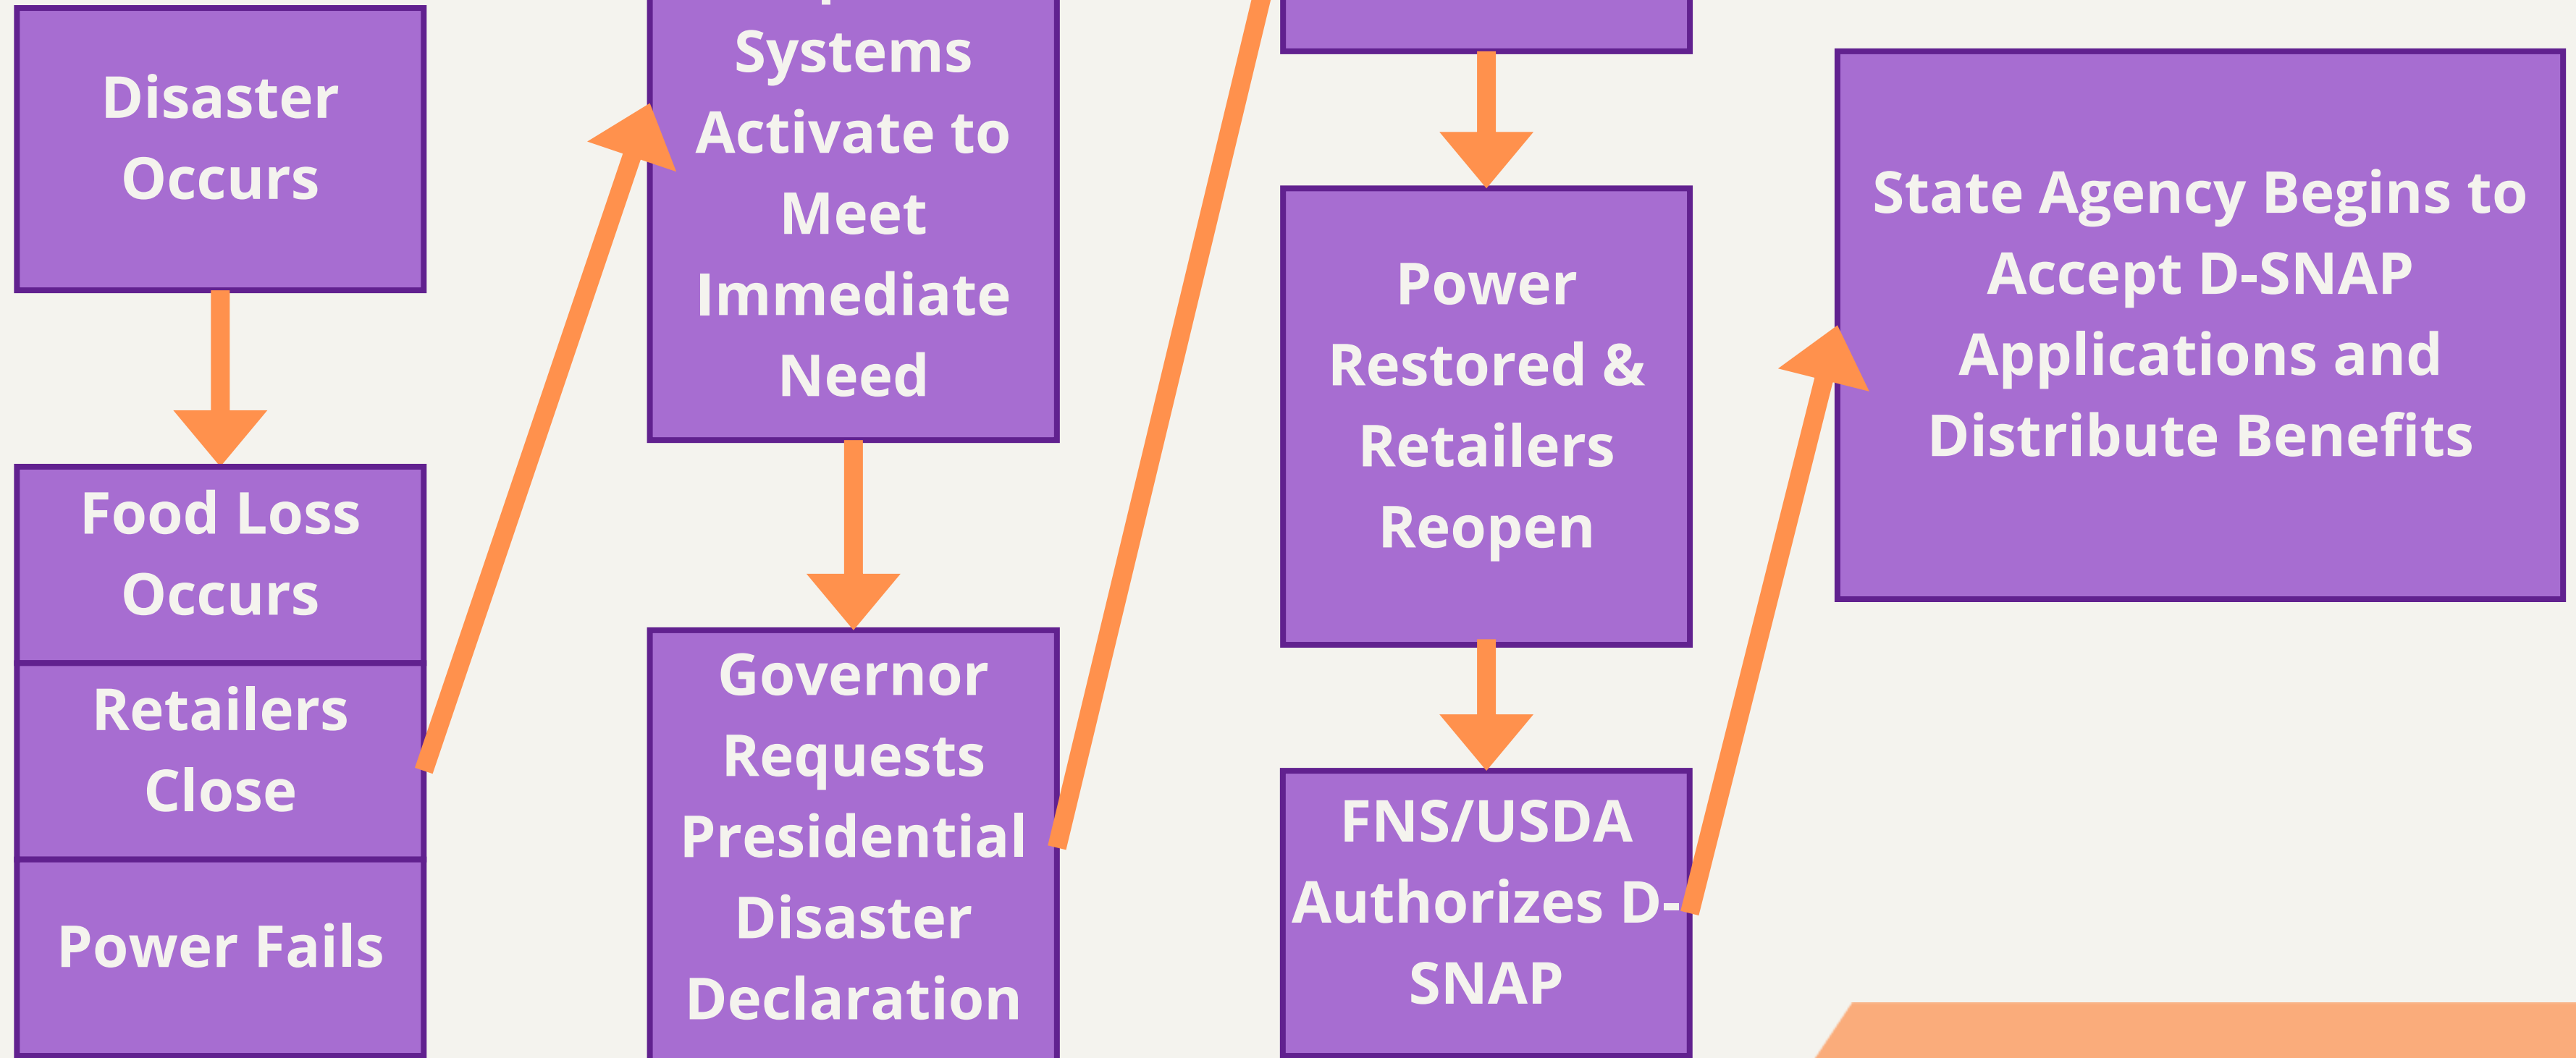 Disaster
Occurs
Food Loss
Occurs
Retailers
Close
Power Fails
Systems
Activate to
Meet
Immediate
Need
Governor
Requests
Presidential
Disaster
Declaration
Power
Restored &
Retailers
Reopen
FNS/USDA
Authorizes D-
SNAP
State Agency Begins to
Accept D-SNAP
Applications and
Distribute Benefits